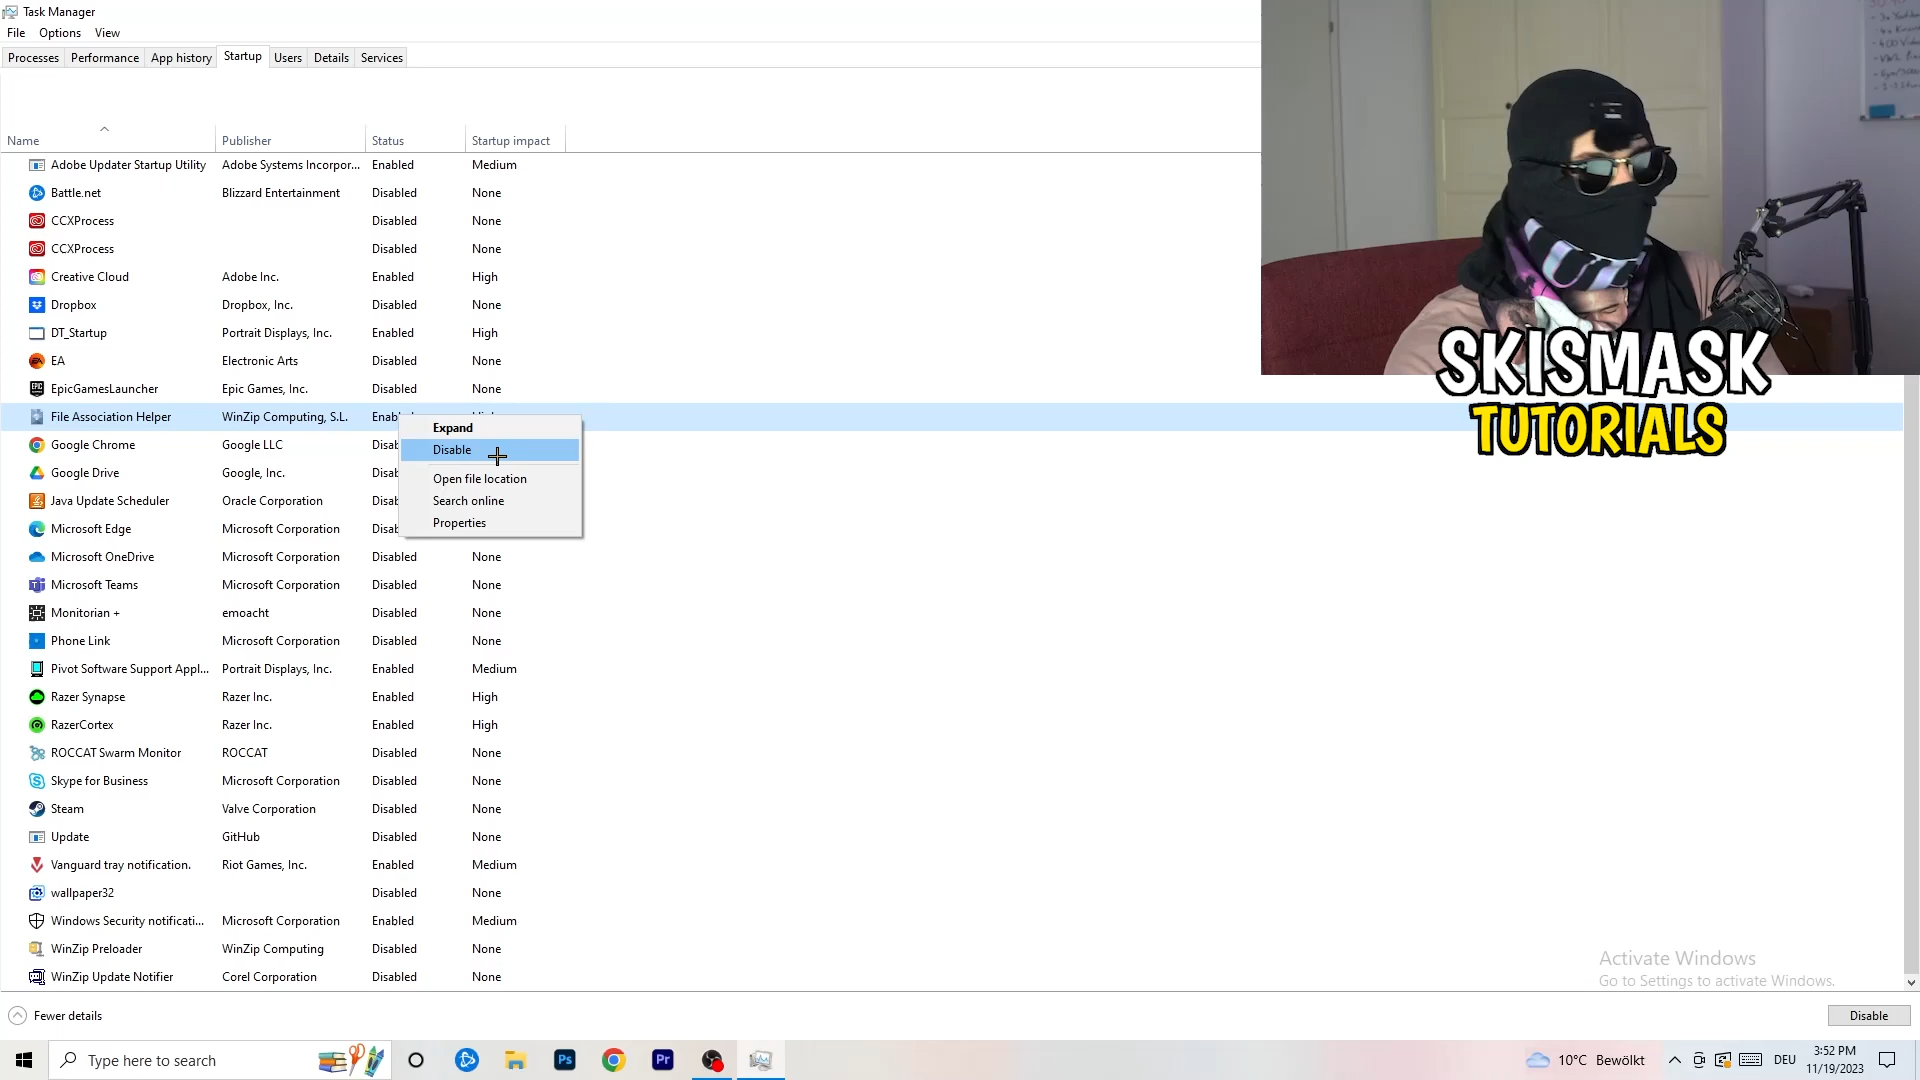 Task Manager
File Options View
Processes Performance App history Startup Users Details Services
Name Publisher Status Startup impact
Adobe Updater Startup Utility Adobe Systems Incorpor... Enabled Medium
Battle.net Blizzard Entertainment Disabled None
CCXProcess Disabled None
CCXProcess Disabled None
Creative Cloud Adobe Inc. Enabled High
Dropbox Dropbox, Inc. Disabled None
DT_Startup Portrait Displays, Inc. Enabled High
EA Electronic Arts Disabled None
EpicGamesLauncher Epic Games, Inc. Disabled None
File Association Helper WinZip Computing, S.L.
Google Chrome Google LLC
Google Drive Google, Inc.
Java Update Scheduler Oracle Corporation
Microsoft Edge Microsoft Corporation
Expand
Disable
Open file location
Search online
Properties
Microsoft OneDrive Microsoft Corporation Disabled None
Microsoft Teams Microsoft Corporation Disabled None
Monitorian + emoacht Disabled None
Phone Link Microsoft Corporation Disabled None
Pivot Software Support Appl... Portrait Displays, Inc. Enabled Medium
Razer Synapse Razer Inc. Enabled High
RazerCortex Razer Inc. Enabled High
ROCCAT Swarm Monitor ROCCAT Disabled None
Skype for Business Microsoft Corporation Disabled None
Steam Valve Corporation Disabled None
Update GitHub Disabled None
Vanguard tray notification. Riot Games, Inc. Enabled Medium
wallpaper32 Disabled None
Windows Security notificati... Microsoft Corporation Enabled Medium
WinZip Preloader WinZip Computing Disabled None
WinZip Update Notifier Corel Corporation Disabled None
SKISMASK
TUTORIALS
Activate Windows
Go to Settings to activate Windows.
Fewer details Disable
Type here to search
Ps
Pr
10°C Bewölkt
DEU
3:52 PM
11/19/2023